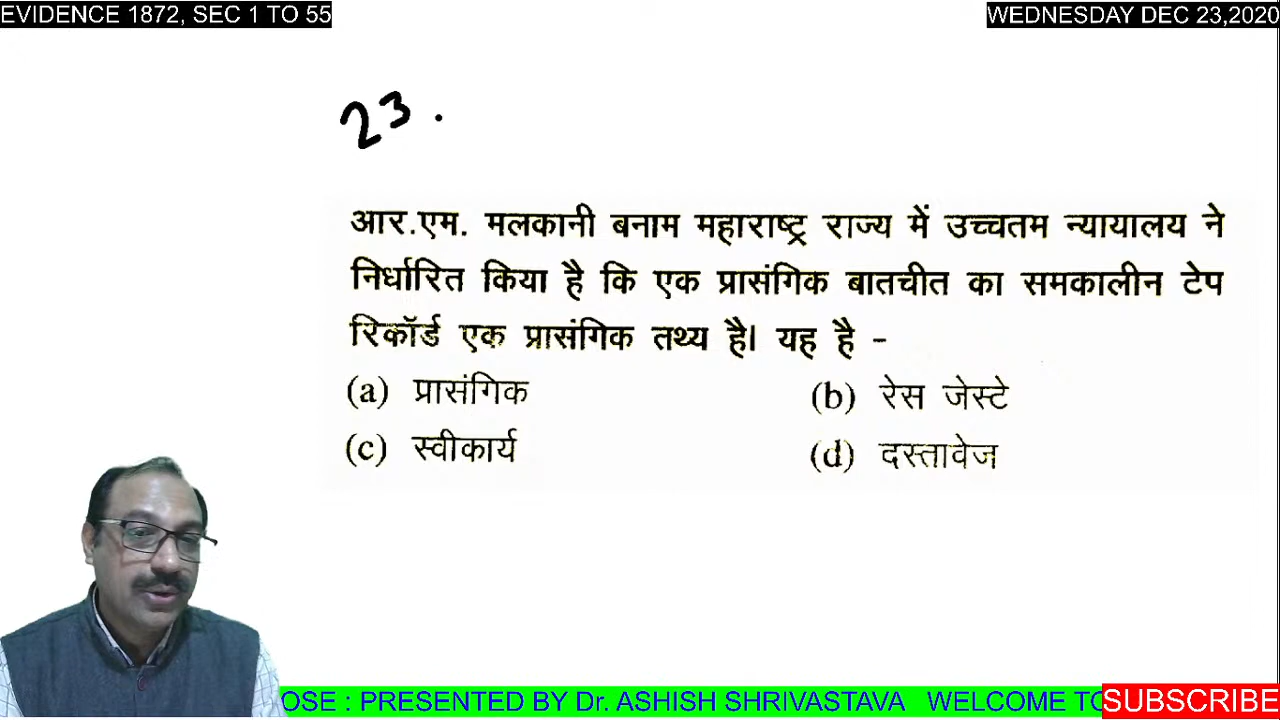 EVIDENCE 1872, SEC 1 TO 55
WEDNESDAY DEC 23,2020
23.
आर.एम. मलकानी बनाम महाराष्ट्र राज्य में उच्चतम न्यायालय ने
निर्धारित किया है कि एक प्रासंगिक बातचीत का समकालीन टेप
रिकॉर्ड एक प्रासंगिक तथ्य है। यह है -
(a) प्रासंगिक
(b) रेस जेस्टे
(c) स्वीकार्य
(d) दस्तावेज
OSE : PRESENTED BY Dr. ASHISH SHRIVASTAVA WELCOME TO
SUBSCRIBE